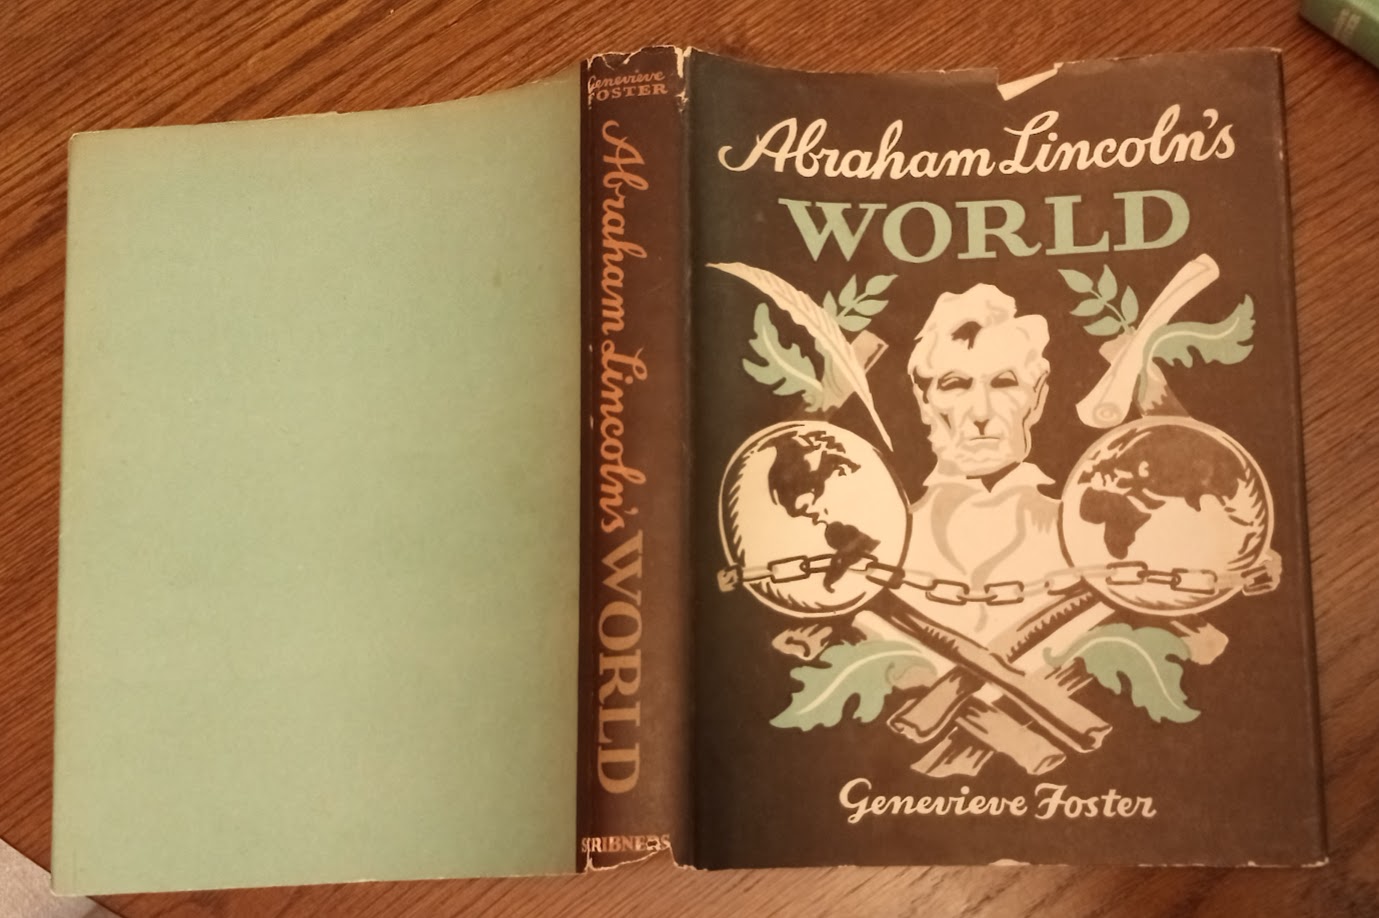 Genevieve
FOSTER
Abraham Lincoln's WORLD
SCRIBNERS
Abraham Lincoln's
WORLD
Genevieve Foster